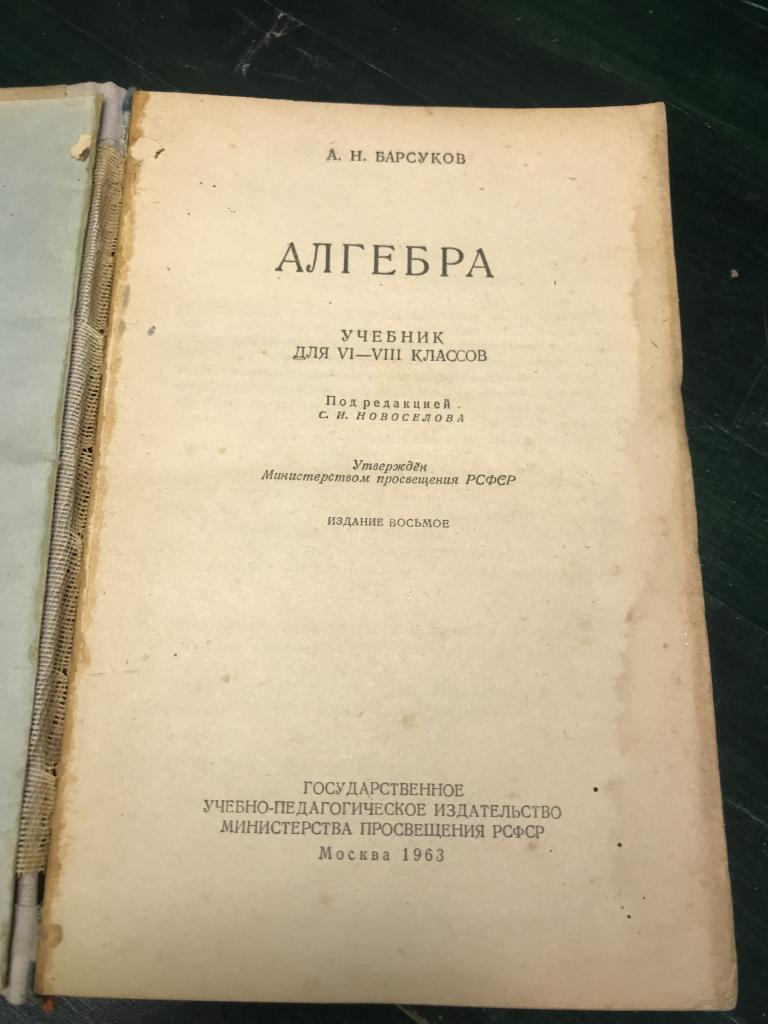 А. Н. БАРСУКОВ
АЛГЕБРА
УЧЕБНИК
ДЛЯ VI—VIII КЛАССОВ
Под редакцией
С. И. НОВОСЕЛОВА
Утверждён
Министерством просвещения РСФСР
ИЗДАНИЕ ВОСЬМОЕ
ГОСУДАРСТВЕННОЕ
УЧЕБНО-ПЕДАГОГИЧЕСКОЕ ИЗДАТЕЛЬСТВО
МИНИСТЕРСТВА ПРОСВЕЩЕНИЯ РСФСР
Москва 1963